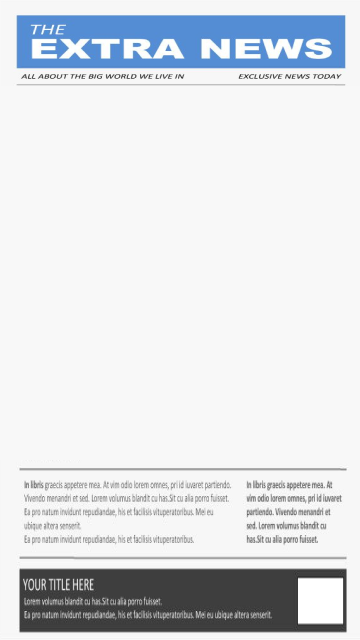 THE
EXTRA NEWS
ALL ABOUT THE BIG WORLD WE LIVE IN
EXCLUSIVE NEWS TODAY
In libris graecis appetere mea. At vim odio lorem omnes, pri id iuvaret partiendo.
Vivendo menandri et sed. Lorem volumus blandit cu has.Sit cu alia porro fuisset.
Ea pro natum invidunt repudiandae, his et facilisis vituperatoribus. Mei eu
ubique altera senserit.
Ea pro natum invidunt repudiandae, his et facilisis vituperatoribus.
In libris graecis appetere mea. At
vim odio lorem omnes, pri id iuvaret
partiendo. Vivendo menandri et
sed. Lorem volumus blandit cu
has.Sit cu alia porro fuisset.
YOUR TITLE HERE
Lorem volumus blandit cu has.Sit cu alia porro fuisset.
Ea pro natum invidunt repudiandae, his et facilisis vituperatoribus. Mei eu ubique altera senserit.